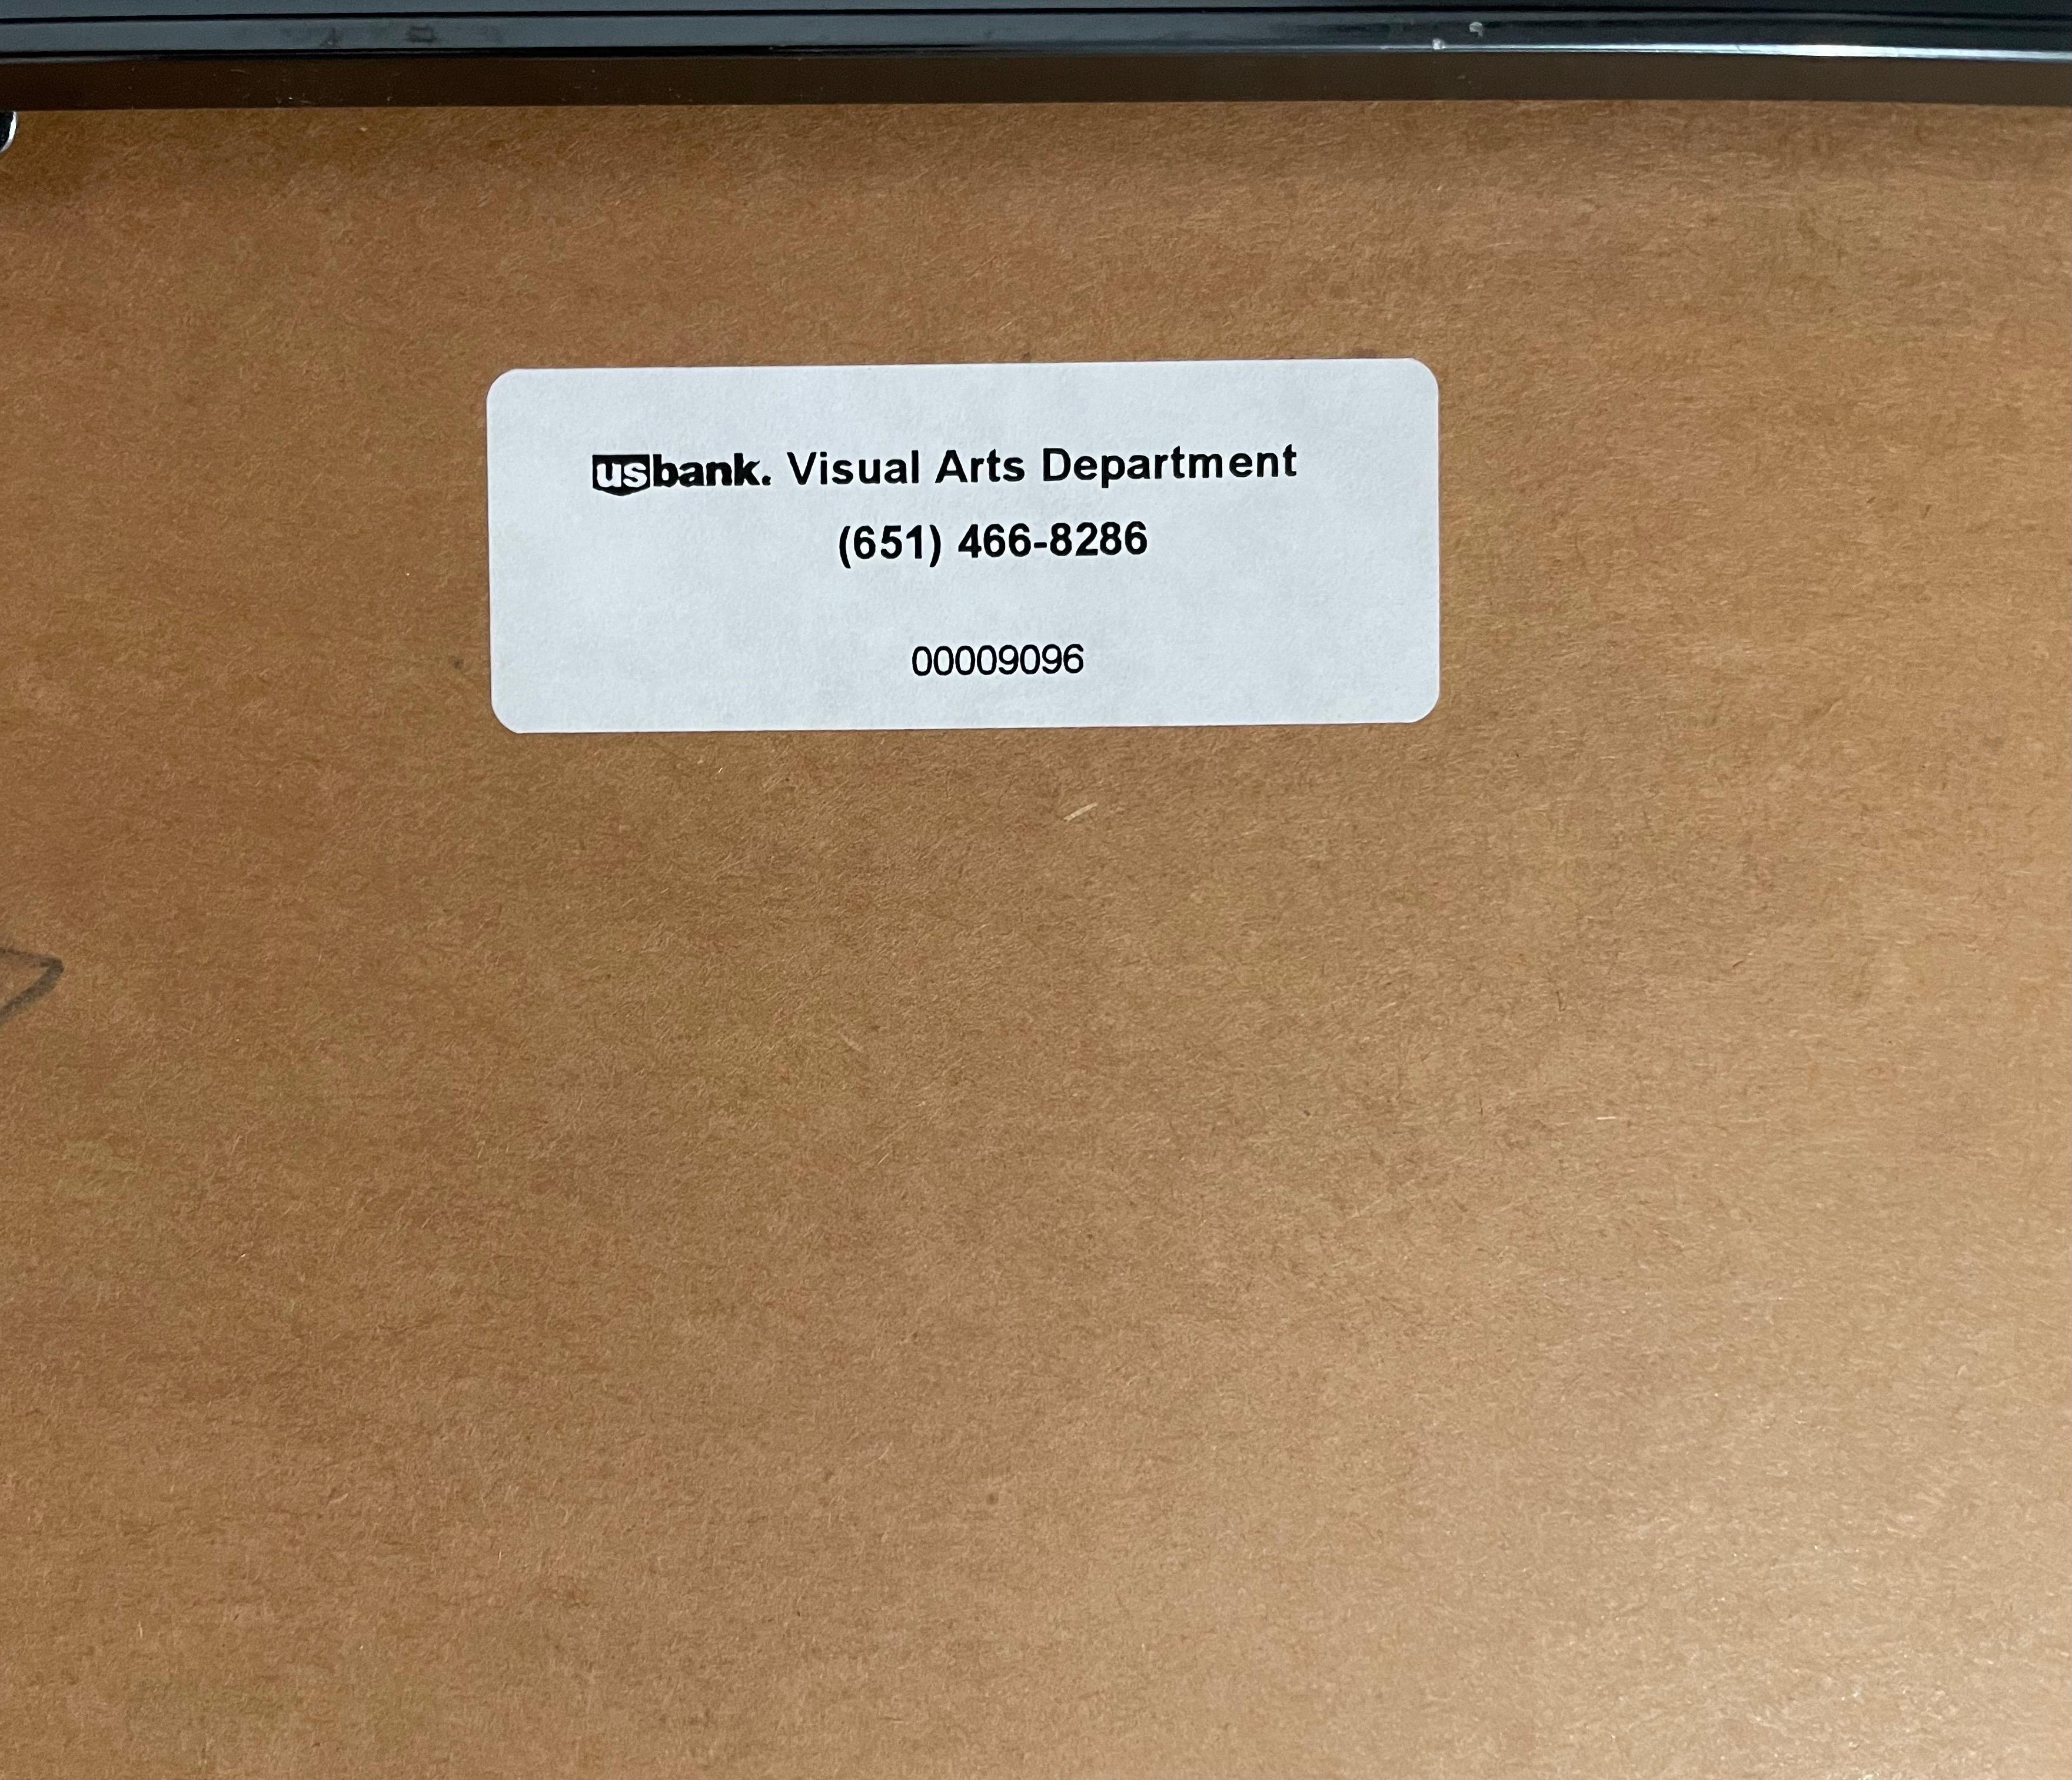 usbank. Visual Arts Department
(651) 466-8286
00009096